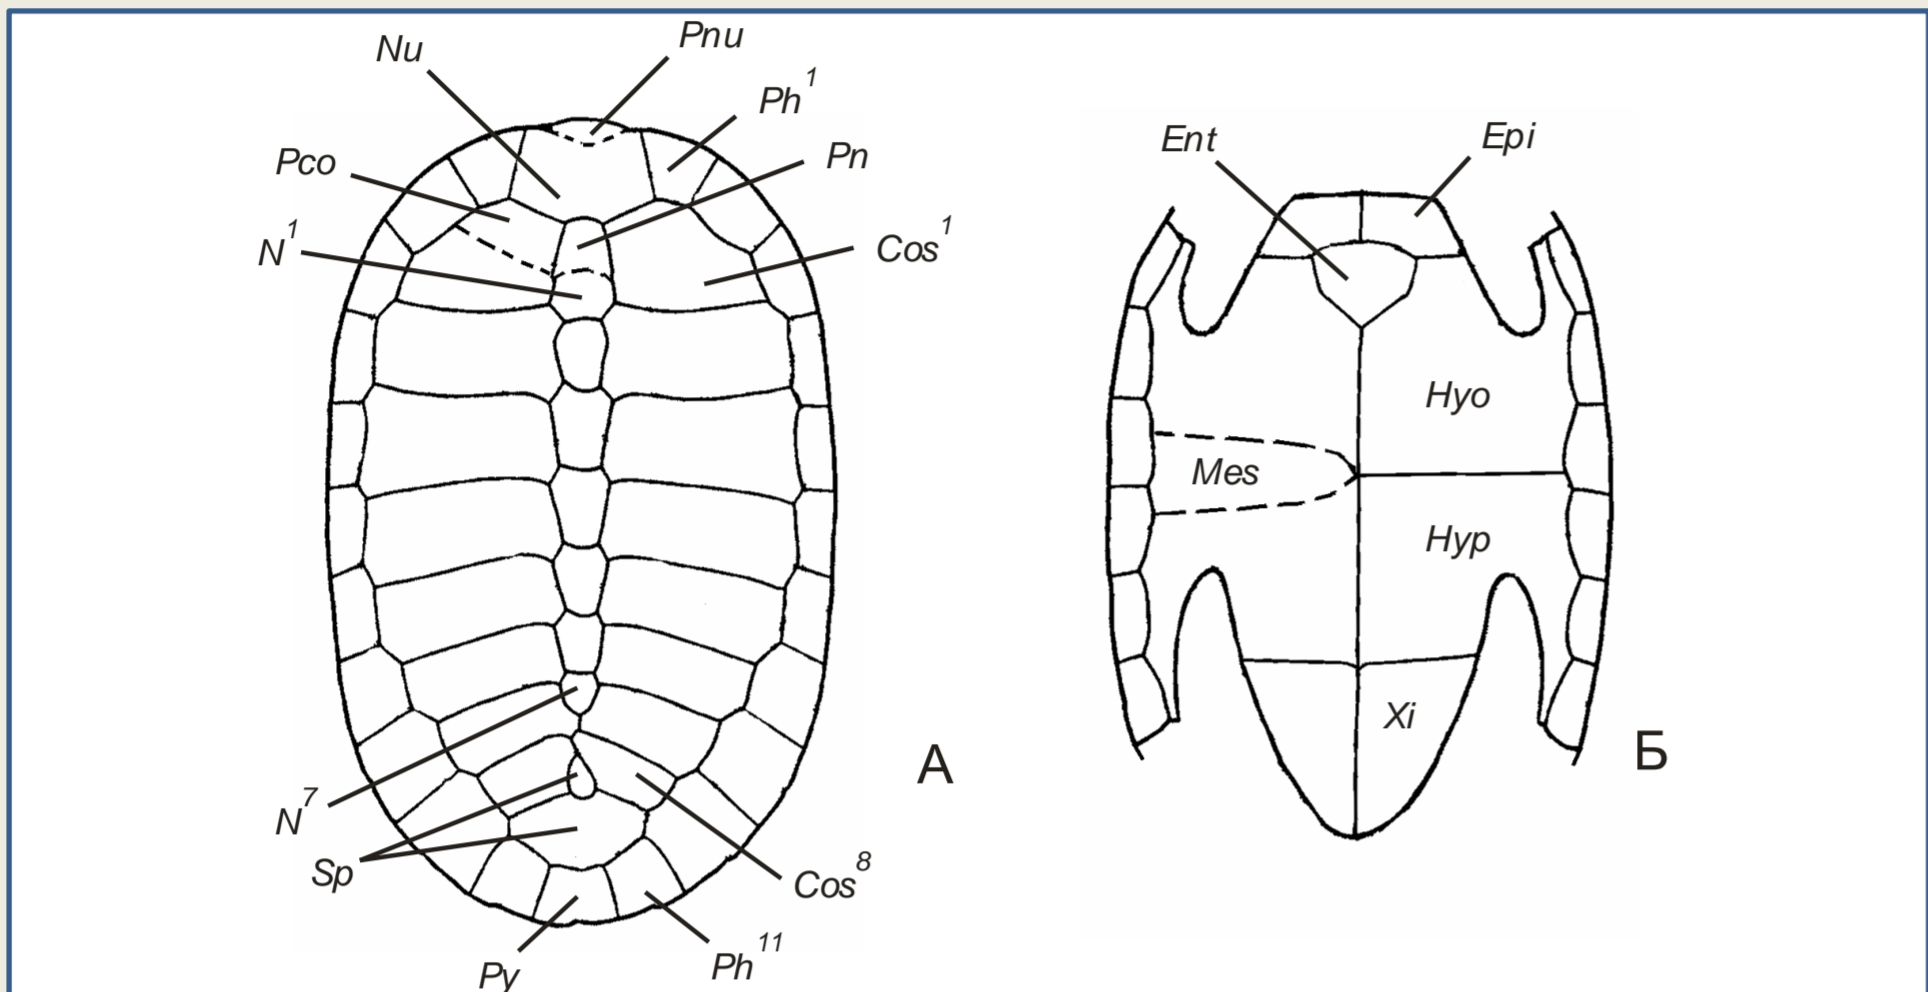 Nu
Pnu
Ph¹
Pco
Pn
N¹
Cos¹
N⁷
Sp
Cos⁸
Py
Ph¹¹
А
Ent
Epi
Hyo
Mes
Hyp
Xi
Б